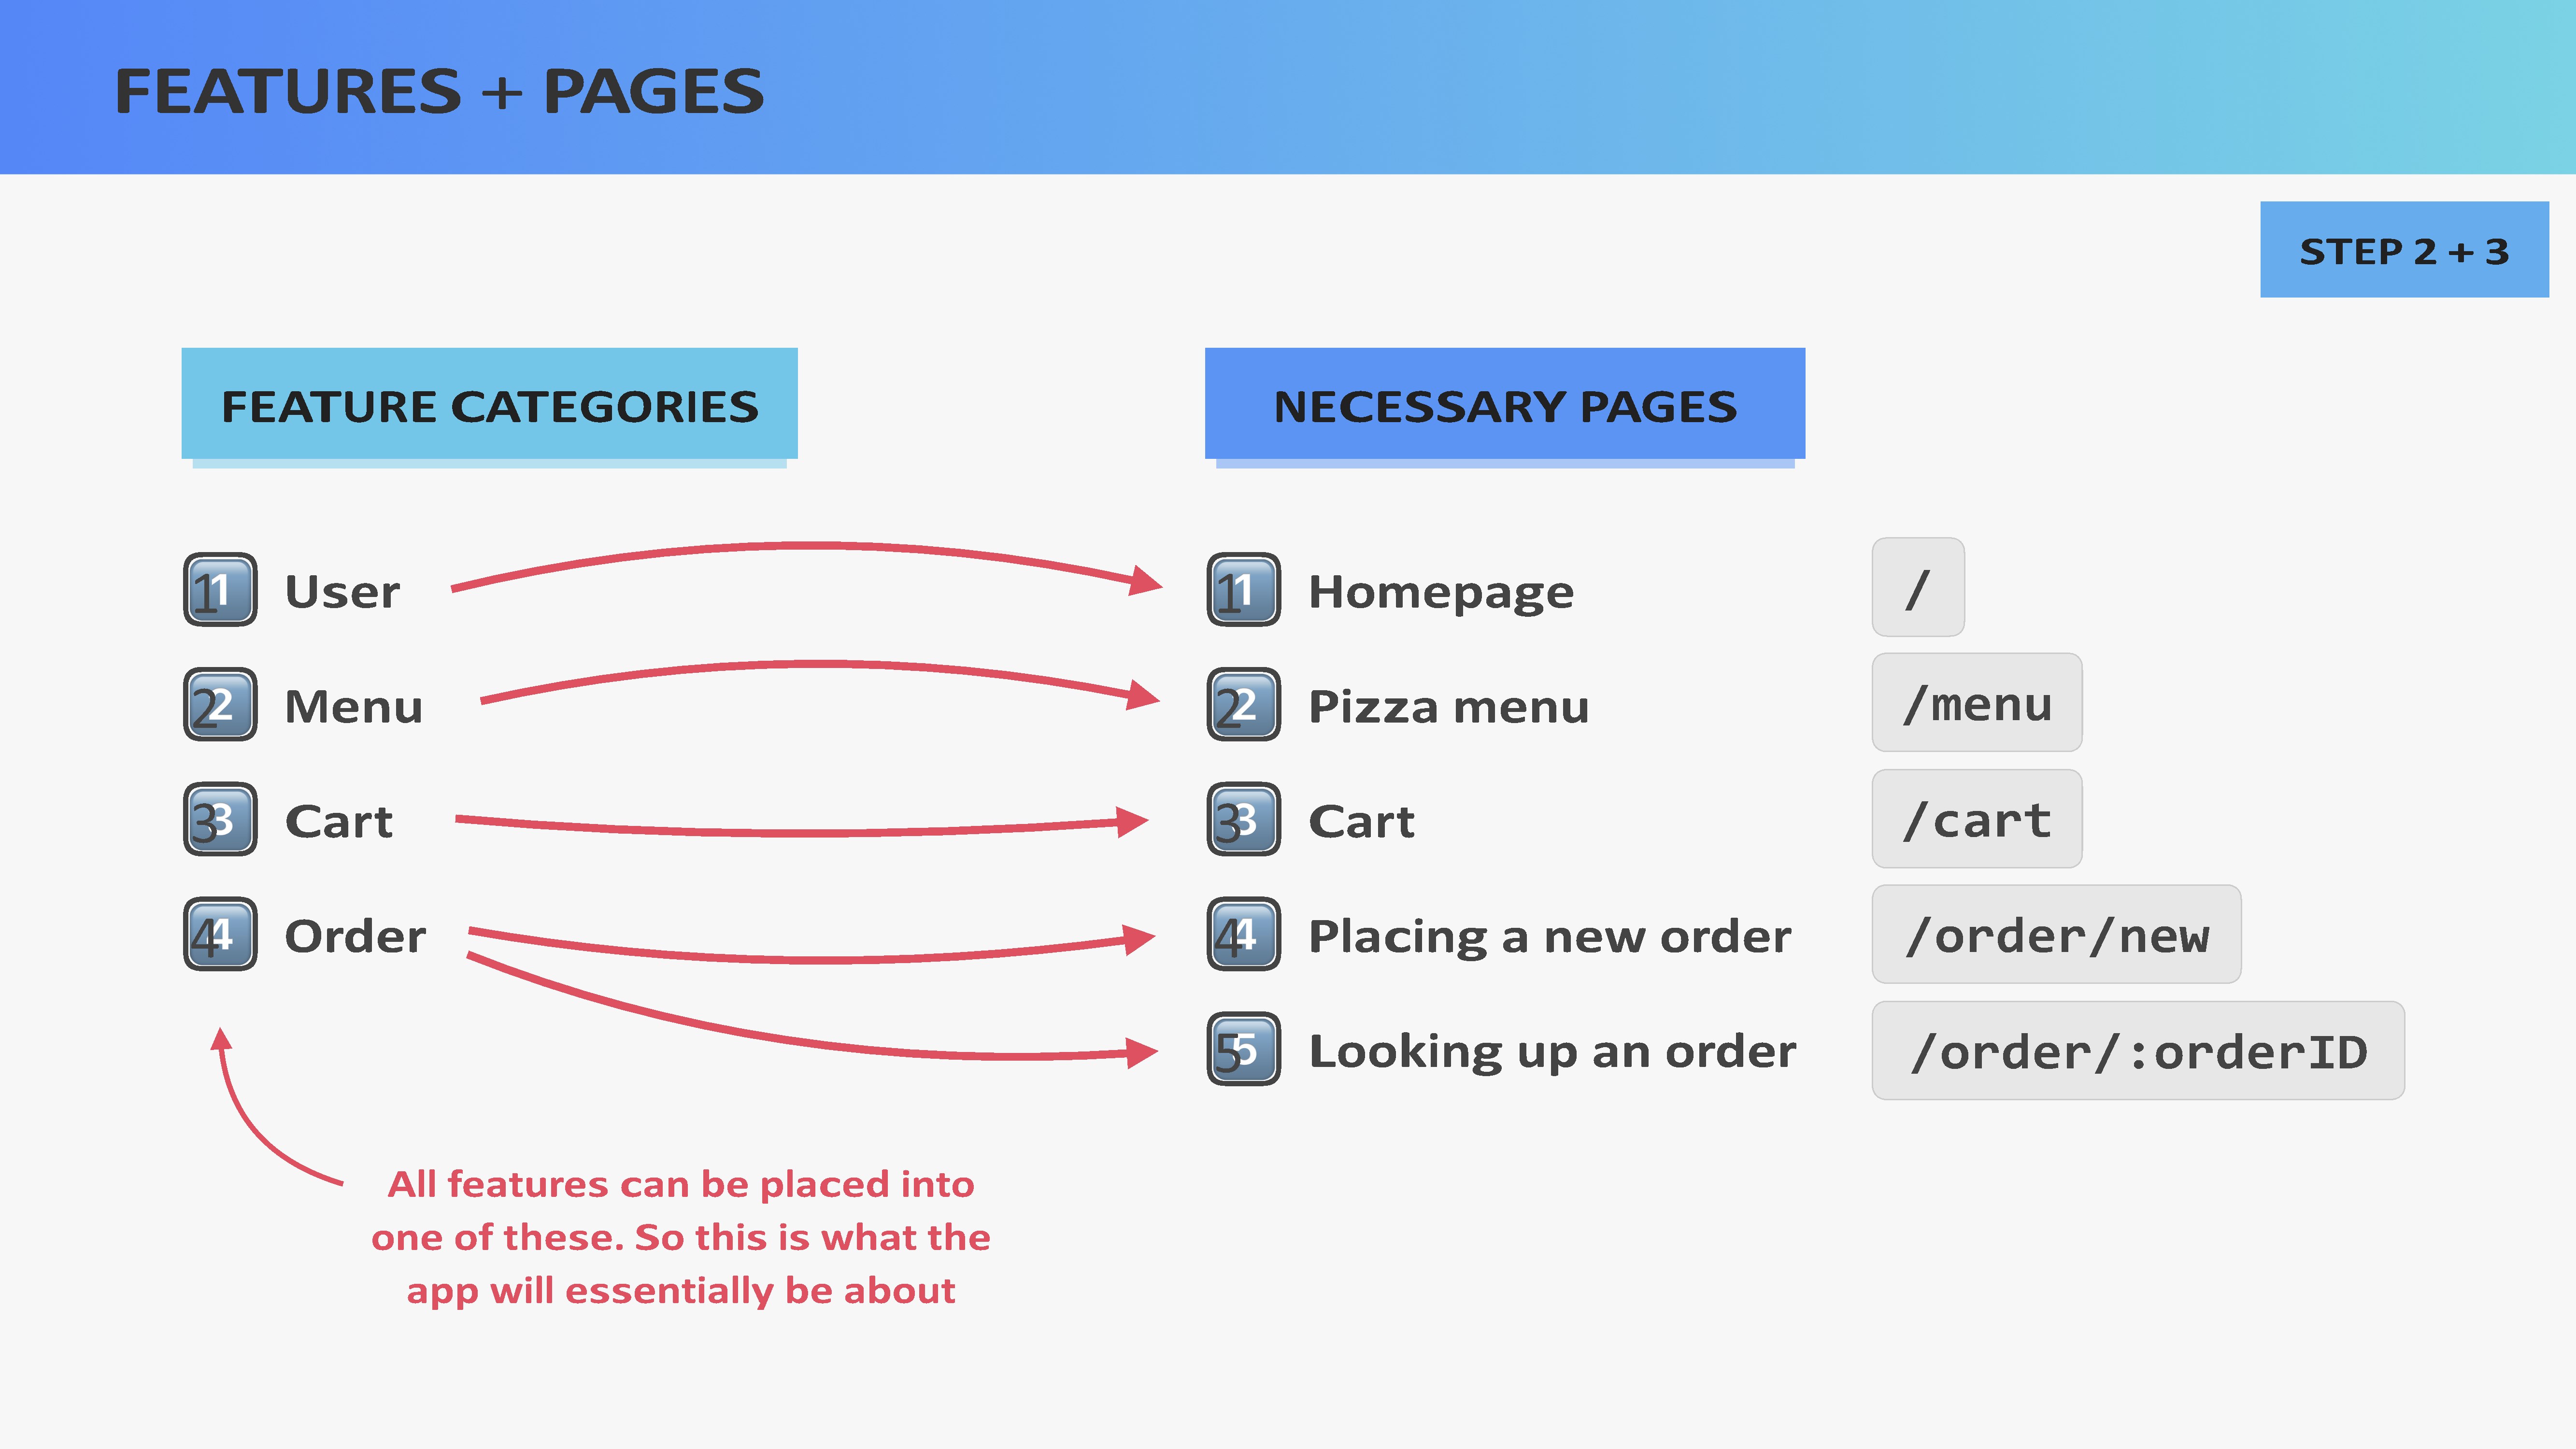 FEATURES + PAGES
STEP 2 + 3
FEATURE CATEGORIES
1 User
2 Menu
3 Cart
4 Order
All features can be placed into
one of these. So this is what the
app will essentially be about
NECESSARY PAGES
1 Homepage /
2 Pizza menu /menu
3 Cart /cart
4 Placing a new order /order/new
5 Looking up an order /order/:orderID